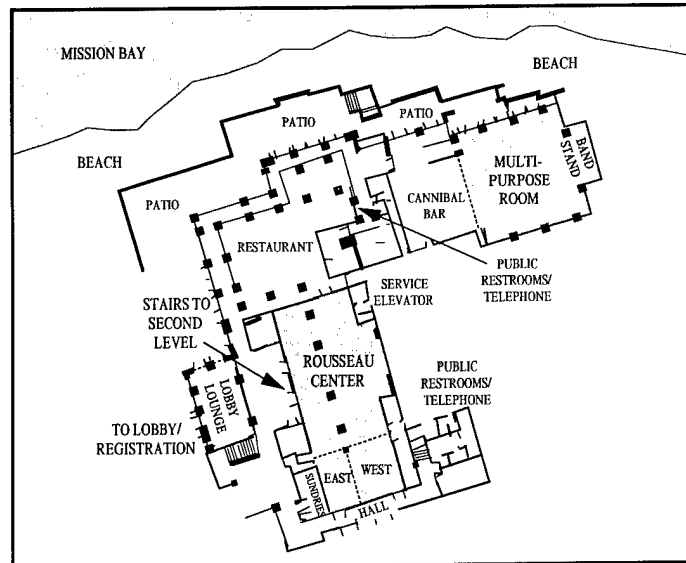 MISSION BAY
BEACH
PATIO
PATIO
BEACH
PATIO
MULTI-
PURPOSE
ROOM
BAND
STAND
CANNIBAL
BAR
RESTAURANT
PUBLIC
RESTROOMS/
TELEPHONE
SERVICE
ELEVATOR
STAIRS TO
SECOND
LEVEL
ROUSSEAU
CENTER
PUBLIC
RESTROOMS/
TELEPHONE
LOBBY
LOUNGE
TO LOBBY/
REGISTRATION
SUNDRIES
EAST
WEST
HALL